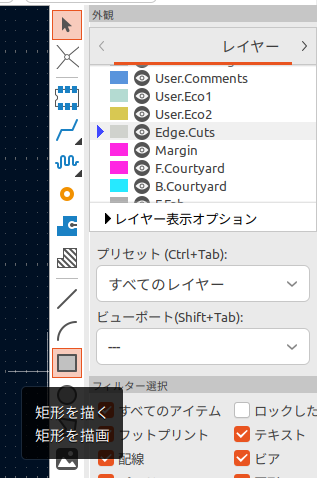 外観
レイヤー
User.Comments
User.Eco1
User.Eco2
Edge.Cuts
Margin
F.Courtyard
B.Courtyard
レイヤー表示オプション
プリセット (Ctrl+Tab):
すべてのレイヤー
ビューポート(Shift+Tab):
---
フィルター選択
すべてのアイテム
ロックした
矩形を描く
矩形を描画
フットプリント
テキスト
配線
ビア